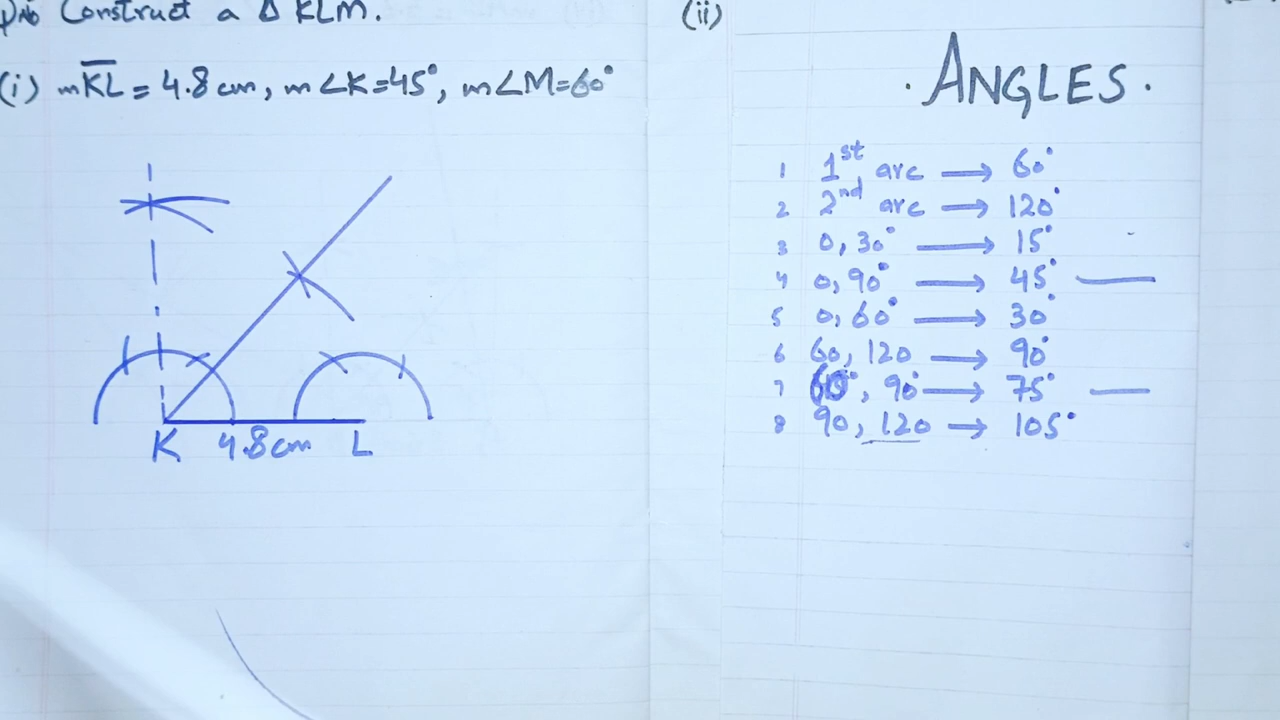 Construct a Δ KLM.
(i) mKL = 4.8 cm, m∠K=45°, m∠M=60°
K 4.8cm L
(ii)
. ANGLES .
1 1st arc → 60°
2 2nd arc → 120°
3 0, 30° → 15°
4 0, 90° → 45°
5 0, 60° → 30°
6 60, 120 → 90°
7 60°, 90 → 75°
8 90, 120 → 105°